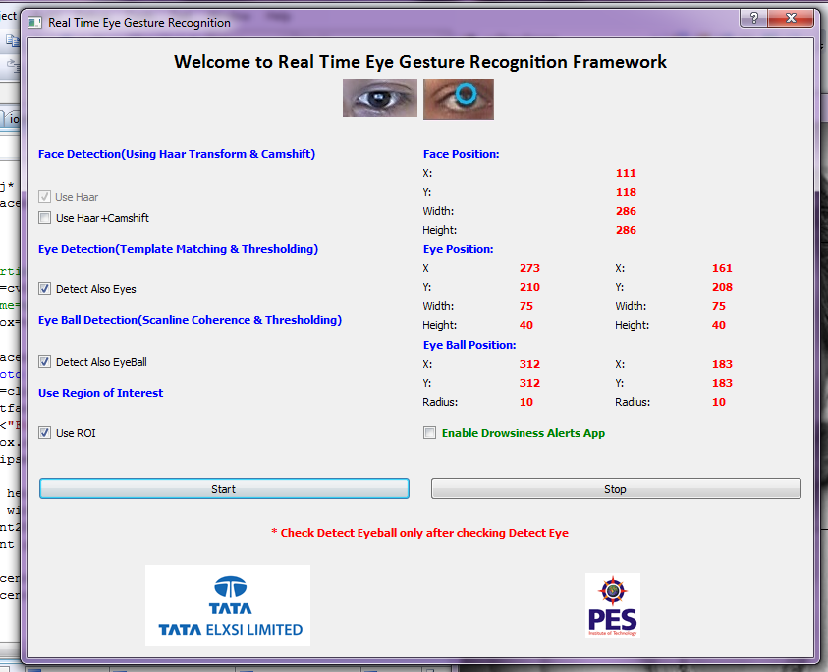 Real Time Eye Gesture Recognition
Welcome to Real Time Eye Gesture Recognition Framework
Face Detection(Using Haar Transform & Camshift)
Use Haar
Use Haar+Camshift
Eye Detection(Template Matching & Thresholding)
Detect Also Eyes
Eye Ball Detection(Scanline Coherence & Thresholding)
Detect Also EyeBall
Use Region of Interest
Use ROI
Face Position:
X: 111
Y: 118
Width: 286
Height: 286
Eye Position:
X 273 X: 161
Y: 210 Y: 208
Width: 75 Width: 75
Height: 40 Height: 40
Eye Ball Position:
X: 312 X: 183
Y: 312 Y: 183
Radius: 10 Radius: 10
Enable Drowsiness Alerts App
Start
Stop
* Check Detect Eyeball only after checking Detect Eye
TATA
TATA ELXSI LIMITED
PES
Institute of Technology